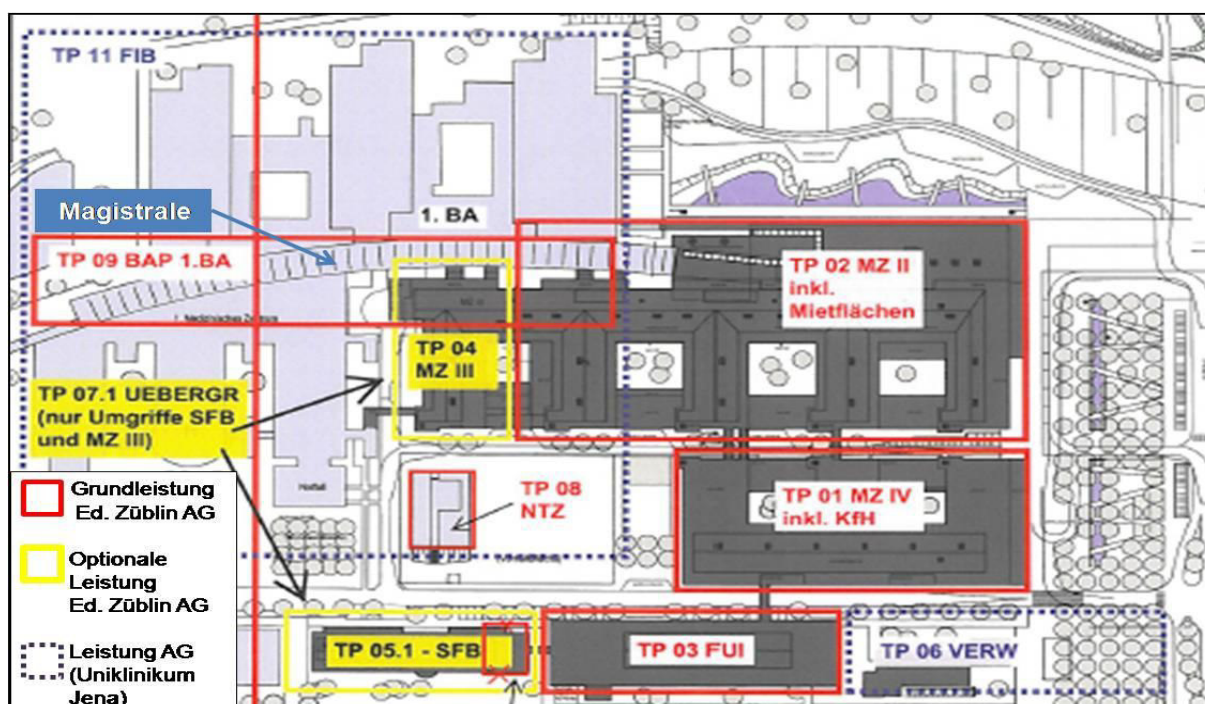 TP 11 FIB
Magistrale
1. BA
TP 09 BAP 1.BA
TP 02 MZ II
inkl.
Mietflächen
MZ II
TP 04
MZ III
TP 07.1 UEBERGR
(nur Umgriffe SFB
und MZ III)
TP 08
NTZ
TP 01 MZ IV
inkl. KfH
Grundleistung
Ed. Züblin AG
Optionale
Leistung
Ed. Züblin AG
Leistung AG
(Uniklinikum
Jena)
TP 05.1 - SFB
TP 03 FUI
TP 06 VERW